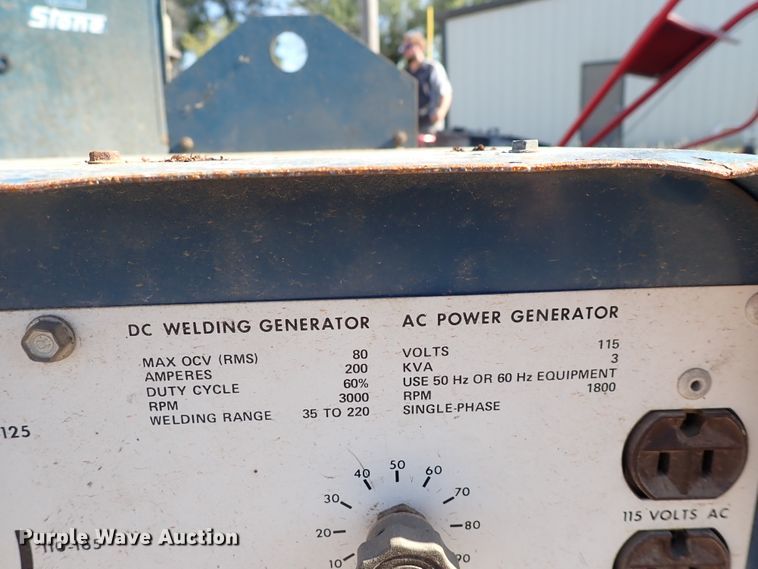 Stone
DC WELDING GENERATOR
MAX OCV (RMS) 80
AMPERES 200
DUTY CYCLE 60%
RPM 3000
WELDING RANGE 35 TO 220
AC POWER GENERATOR
VOLTS 115
KVA 3
USE 50 Hz OR 60 Hz EQUIPMENT
RPM 1800
SINGLE-PHASE
125
10 20 30 40 50 60 70 80 90
115 VOLTS AC
Purple Wave Auction